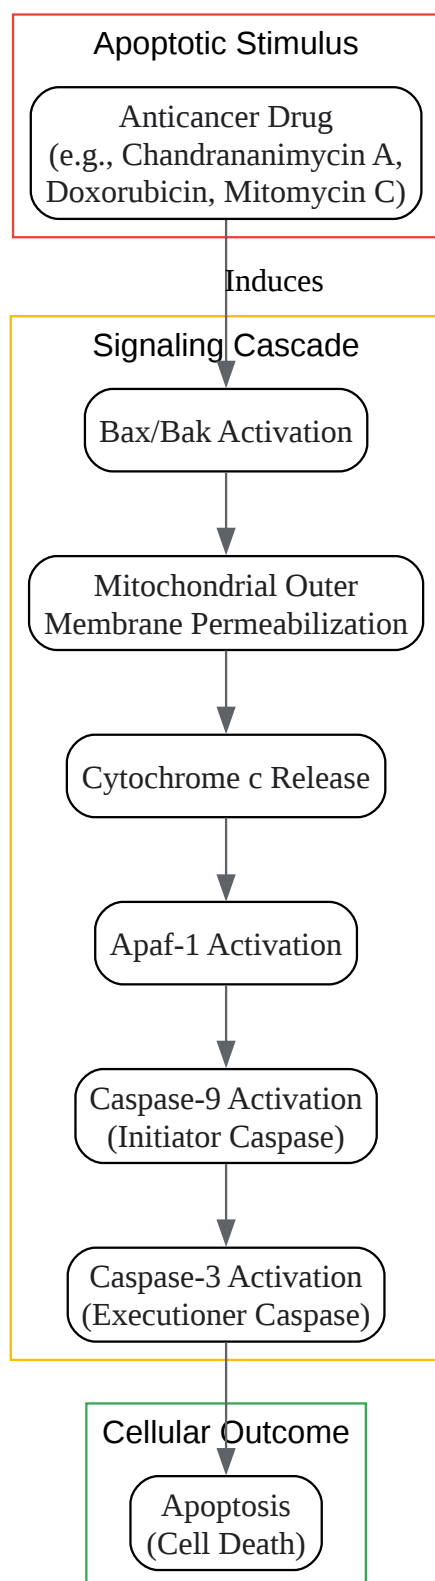 Apoptotic Stimulus
Anticancer Drug
(e.g., Chandrananimycin A,
Doxorubicin, Mitomycin C)
Induces
Signaling Cascade
Bax/Bak Activation
Mitochondrial Outer
Membrane Permeabilization
Cytochrome c Release
Apaf-1 Activation
Caspase-9 Activation
(Initiator Caspase)
Caspase-3 Activation
(Executioner Caspase)
Cellular Outcome
Apoptosis
(Cell Death)